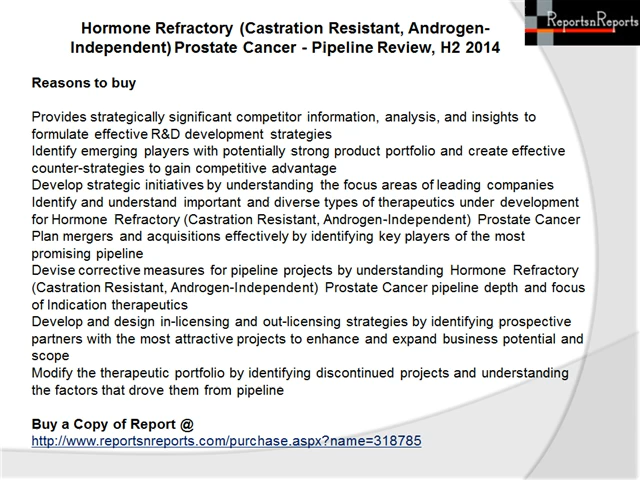 ReportsnReports
Hormone Refractory (Castration Resistant, Androgen-
Independent) Prostate Cancer - Pipeline Review, H2 2014
Reasons to buy
Provides strategically significant competitor information, analysis, and insights to
formulate effective R&D development strategies
Identify emerging players with potentially strong product portfolio and create effective
counter-strategies to gain competitive advantage
Develop strategic initiatives by understanding the focus areas of leading companies
Identify and understand important and diverse types of therapeutics under development
for Hormone Refractory (Castration Resistant, Androgen-Independent) Prostate Cancer
Plan mergers and acquisitions effectively by identifying key players of the most
promising pipeline
Devise corrective measures for pipeline projects by understanding Hormone Refractory
(Castration Resistant, Androgen-Independent) Prostate Cancer pipeline depth and focus
of Indication therapeutics
Develop and design in-licensing and out-licensing strategies by identifying prospective
partners with the most attractive projects to enhance and expand business potential and
scope
Modify the therapeutic portfolio by identifying discontinued projects and understanding
the factors that drove them from pipeline
Buy a Copy of Report @
http://www.reportsnreports.com/purchase.aspx?name=318785